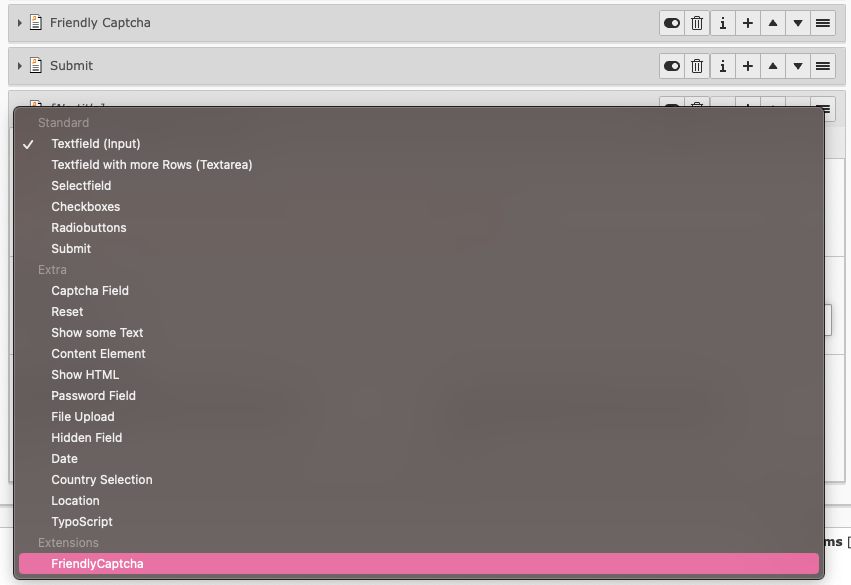 Friendly Captcha
Submit
Standard
Textfield (Input)
Textfield with more Rows (Textarea)
Selectfield
Checkboxes
Radiobuttons
Submit
Extra
Captcha Field
Reset
Show some Text
Content Element
Show HTML
Password Field
File Upload
Hidden Field
Date
Country Selection
Location
TypoScript
Extensions
ms [
FriendlyCaptcha